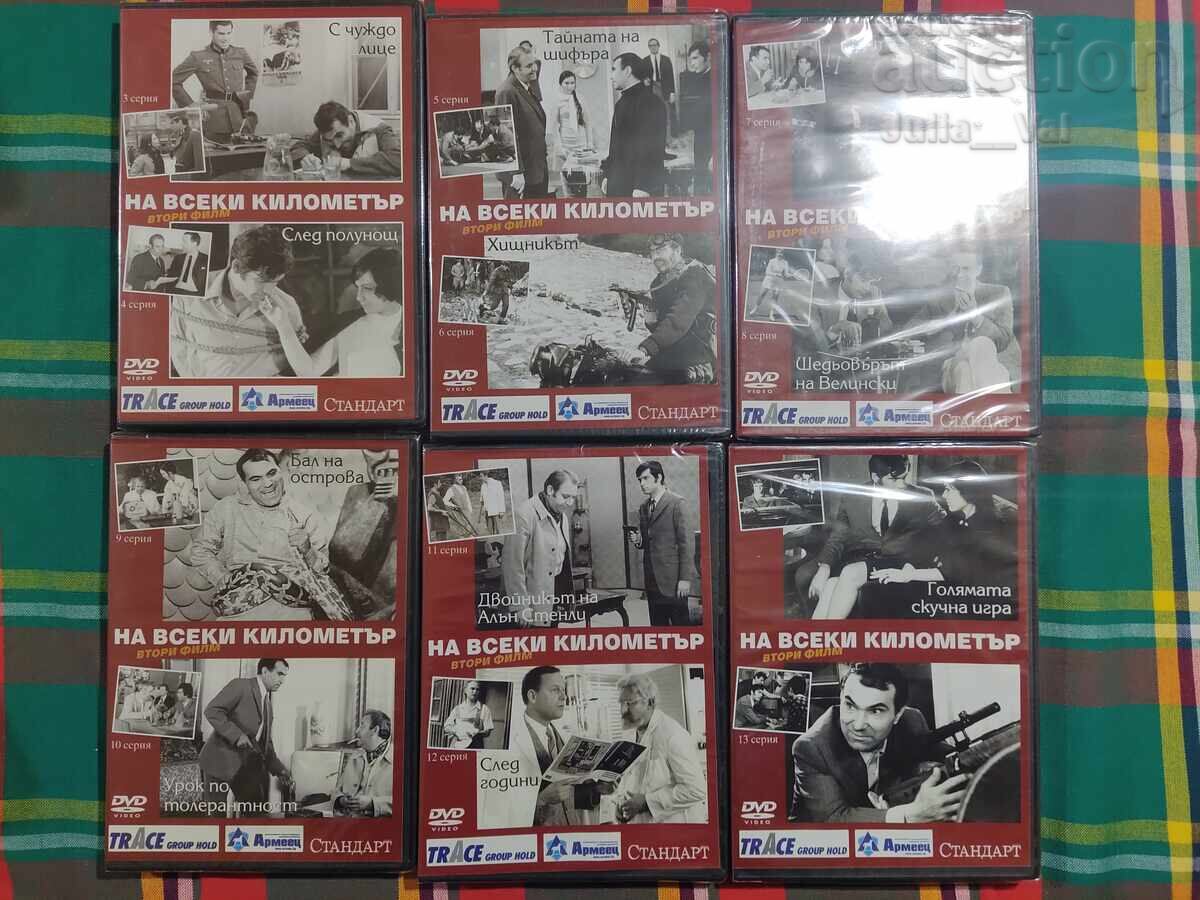 С чуждо
лице
3 серия
НА ВСЕКИ КИЛОМЕТЪР
ВТОРИ ФИЛМ
След полунощ
4 серия
DVD
VIDEO
TRACE GROUP HOLD
Армеец
СТАНДАРТ
Тайната на
шифъра
5 серия
НА ВСЕКИ КИЛОМЕТЪР
ВТОРИ ФИЛМ
Хищникът
6 серия
DVD
VIDEO
TRACE GROUP HOLD
Армеец
СТАНДАРТ
auction
Julia_Val
7 серия
НА ВСЕКИ КИЛОМЕТЪР
ВТОРИ ФИЛМ
8 серия
Шедьовърът
на Велински
DVD
VIDEO
TRACE GROUP HOLD
Армеец
СТАНДАРТ
Бал на
острова
9 серия
НА ВСЕКИ КИЛОМЕТЪР
ВТОРИ ФИЛМ
10 серия
Урок по
толерантност
DVD
VIDEO
TRACE GROUP HOLD
Армеец
СТАНДАРТ
11 серия
Двойникът на
Алън Стенли
НА ВСЕКИ КИЛОМЕТЪР
ВТОРИ ФИЛМ
12 серия
След
години
DVD
VIDEO
TRACE GROUP HOLD
Армеец
СТАНДАРТ
Голямата
скучна игра
НА ВСЕКИ КИЛОМЕТЪР
ВТОРИ ФИЛМ
13 серия
DVD
VIDEO
TRACE GROUP HOLD
Армеец
СТАНДАРТ